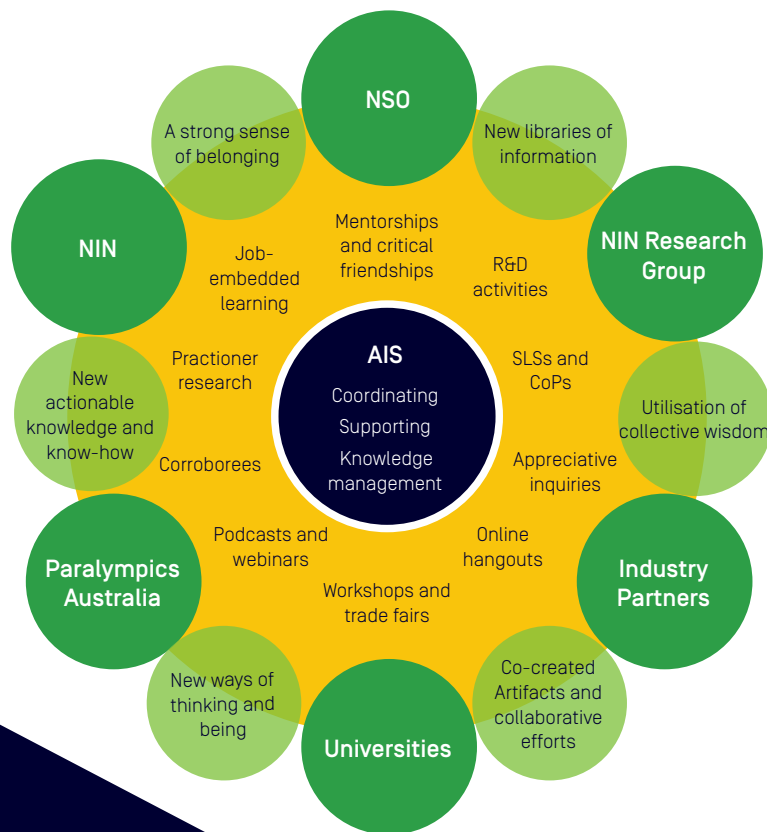 NSO
A strong sense
of belonging
New libraries of
information
NIN
NIN Research
Group
Mentorships
and critical
friendships
Job-
embedded
learning
R&D
activities
AIS
Coordinating
Supporting
Knowledge
management
Practioner
research
SLSs and
CoPs
New
actionable
knowledge and
know-how
Utilisation of
collective wisdom
Corroborees
Appreciative
inquiries
Podcasts and
webinars
Online
hangouts
Workshops and
trade fairs
Paralympics
Australia
Industry
Partners
New ways of
thinking and
being
Universities
Co-created
Artifacts and
collaborative
efforts